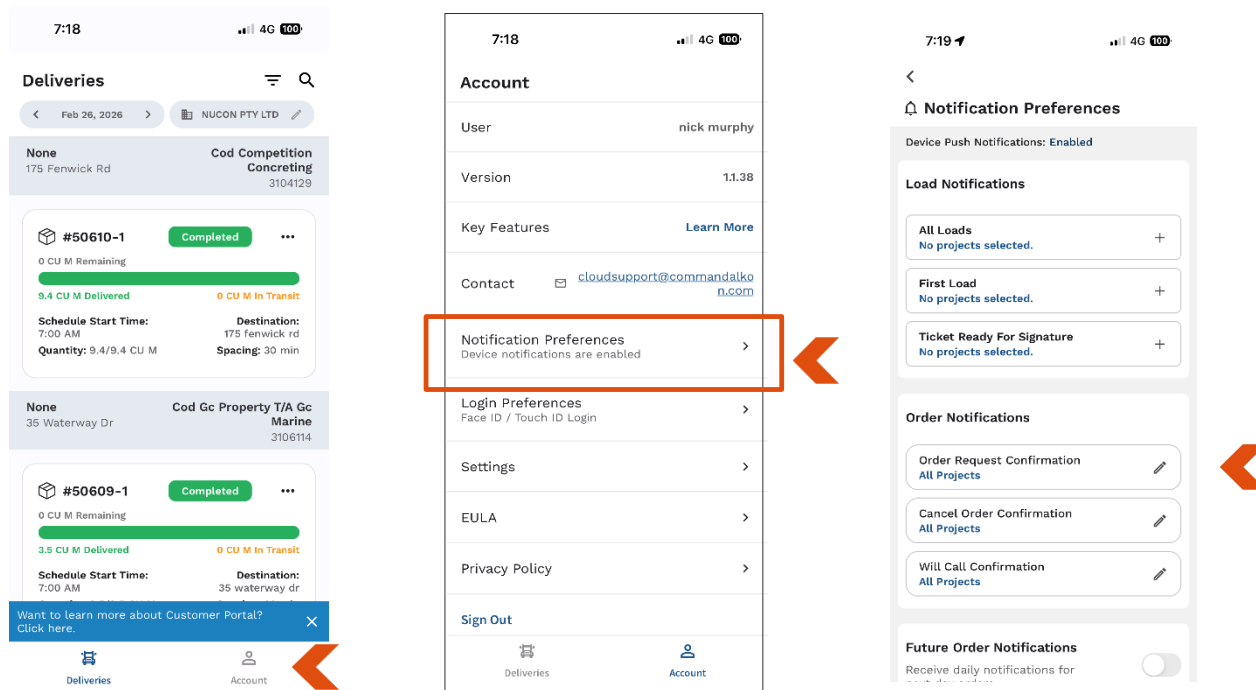 7:18
4G 100
Deliveries
Feb 26, 2026
NUCON PTY LTD
None
Cod Competition
Concreting
175 Fenwick Rd
3104129
#50610-1
Completed
0 CU M Remaining
9.4 CU M Delivered
0 CU M In Transit
Schedule Start Time:
7:00 AM
Destination:
175 fenwick rd
Quantity: 9.4/9.4 CU M
Spacing: 30 min
None
Cod Gc Property T/A Gc
Marine
35 Waterway Dr
3106114
#50609-1
Completed
0 CU M Remaining
3.5 CU M Delivered
0 CU M In Transit
Schedule Start Time:
7:00 AM
Destination:
35 waterway dr
Want to learn more about Customer Portal?
Click here.
Deliveries
Account
7:18
4G 100
Account
User
nick murphy
Version
1.1.38
Key Features
Learn More
Contact
cloudsupport@commandalko
n.com
Notification Preferences
Device notifications are enabled
Login Preferences
Face ID / Touch ID Login
Settings
EULA
Privacy Policy
Sign Out
Deliveries
Account
7:19
4G 100
Notification Preferences
Device Push Notifications: Enabled
Load Notifications
All Loads
No projects selected.
First Load
No projects selected.
Ticket Ready For Signature
No projects selected.
Order Notifications
Order Request Confirmation
All Projects
Cancel Order Confirmation
All Projects
Will Call Confirmation
All Projects
Future Order Notifications
Receive daily notifications for